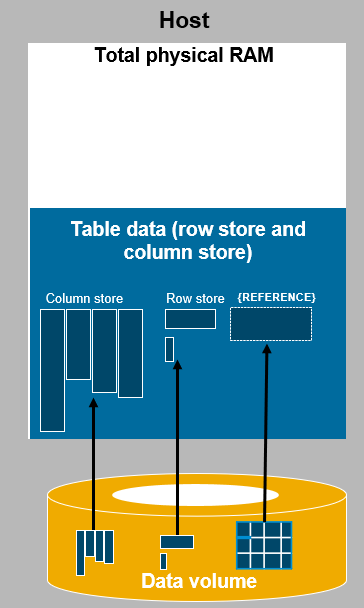 Host
Total physical RAM
Table data (row store and
column store)
Column store
Row store
{REFERENCE}
Data volume